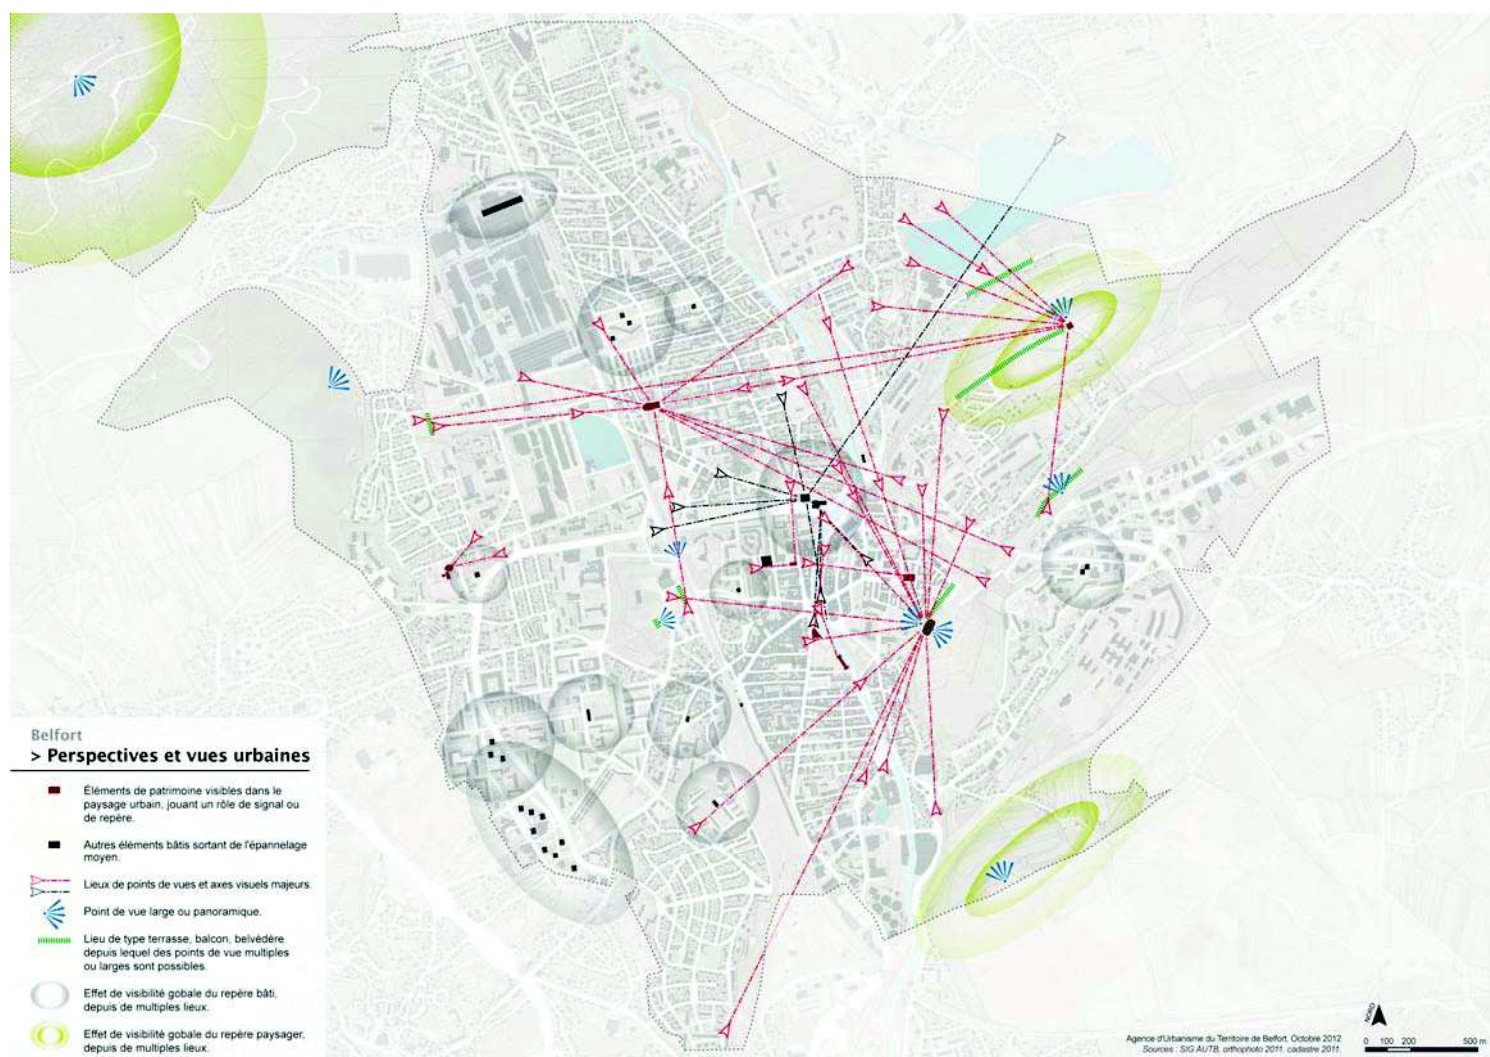 Belfort
> Perspectives et vues urbaines
Éléments de patrimoine visibles dans le
paysage urbain, jouant un rôle de signal ou
de repère.
Autres éléments bâtis sortant de l'épannelage
moyen.
Lieux de points de vues et axes visuels majeurs.
Point de vue large ou panoramique.
Lieu de type terrasse, balcon, belvédère
depuis lequel des points de vue multiples
ou larges sont possibles.
Effet de visibilité gobale du repère bâti,
depuis de multiples lieux.
Effet de visibilité gobale du repère paysager,
depuis de multiples lieux.
NORD
Agence d'Urbanisme du Territoire de Belfort, Octobre 2012
Sources : SIG AUTB, orthophoto 2011, cadastre 2011.
0 100 200 500 m